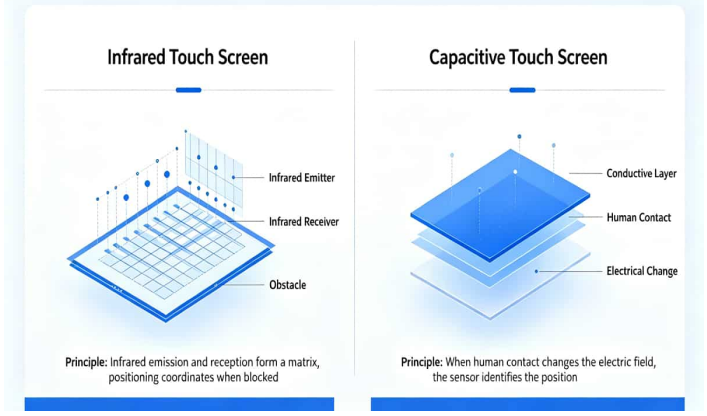 Infrared Touch Screen
Infrared Emitter
Infrared Receiver
Obstacle
Principle: Infrared emission and reception form a matrix,
positioning coordinates when blocked
Capacitive Touch Screen
Conductive Layer
Human Contact
Electrical Change
Principle: When human contact changes the electric field,
the sensor identifies the position